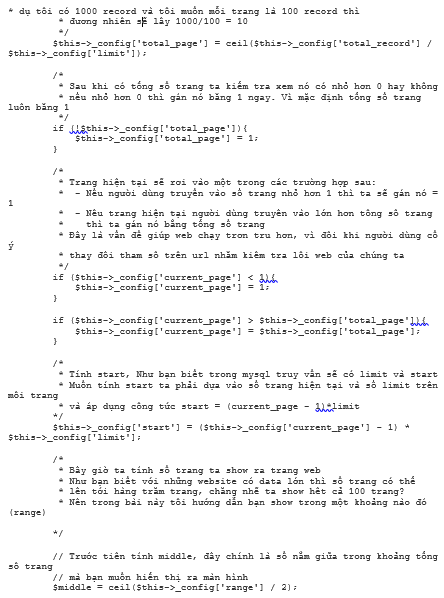 * dụ tôi có 1000 record và tôi muốn mỗi trang là 100 record thì
* đương nhiên sẽ lấy 1000/100 = 10
*/
$this->_config['total_page'] = ceil($this->_config['total_record'] /
$this->_config['limit']);
/*
* Sau khi có tổng số trang ta kiểm tra xem nó có nhỏ hơn 0 hay không
* nếu nhỏ hơn 0 thì gán nó bằng 1 ngay. Vì mặc định tổng số trang
luôn bằng 1
*/
if (!$this->_config['total_page']){
$this->_config['total_page'] = 1;
}
/*
* Trang hiện tại sẽ rơi vào một trong các trường hợp sau:
* - Nếu người dùng truyền vào số trang nhỏ hơn 1 thì ta sẽ gán nó =
1
* - Nếu trang hiện tại người dùng truyền vào lớn hơn tổng số trang
* thì ta gán nó bằng tổng số trang
* Đây là vấn đề giúp web chạy trơn tru hơn, vì đôi khi người dùng cố
ý
* thay đổi tham số trên url nhằm kiểm tra lỗi web của chúng ta
*/
if ($this->_config['current_page'] < 1){
$this->_config['current_page'] = 1;
}
if ($this->_config['current_page'] > $this->_config['total_page']){
$this->_config['current_page'] = $this->_config['total_page'];
}
/*
* Tính start, Như bạn biết trong mysql truy vấn sẽ có limit và start
* Muốn tính start ta phải dựa vào số trang hiện tại và số limit trên
mỗi trang
* và áp dụng công tức start = (current_page - 1)*limit
*/
$this->_config['start'] = ($this->_config['current_page'] - 1) *
$this->_config['limit'];
/*
* Bây giờ ta tính số trang ta show ra trang web
* Như bạn biết với những website có data lớn thì số trang có thể
* lên tới hàng trăm trang, chẳng nhẽ ta show hết cả 100 trang?
* Nên trong bài này tôi hướng dẫn bạn show trong một khoảng nào đó
(range)
*/
// Trước tiên tính middle, đây chính là số nằm giữa trong khoảng tổng
số trang
// mà bạn muốn hiển thị ra màn hình
$middle = ceil($this->_config['range'] / 2);